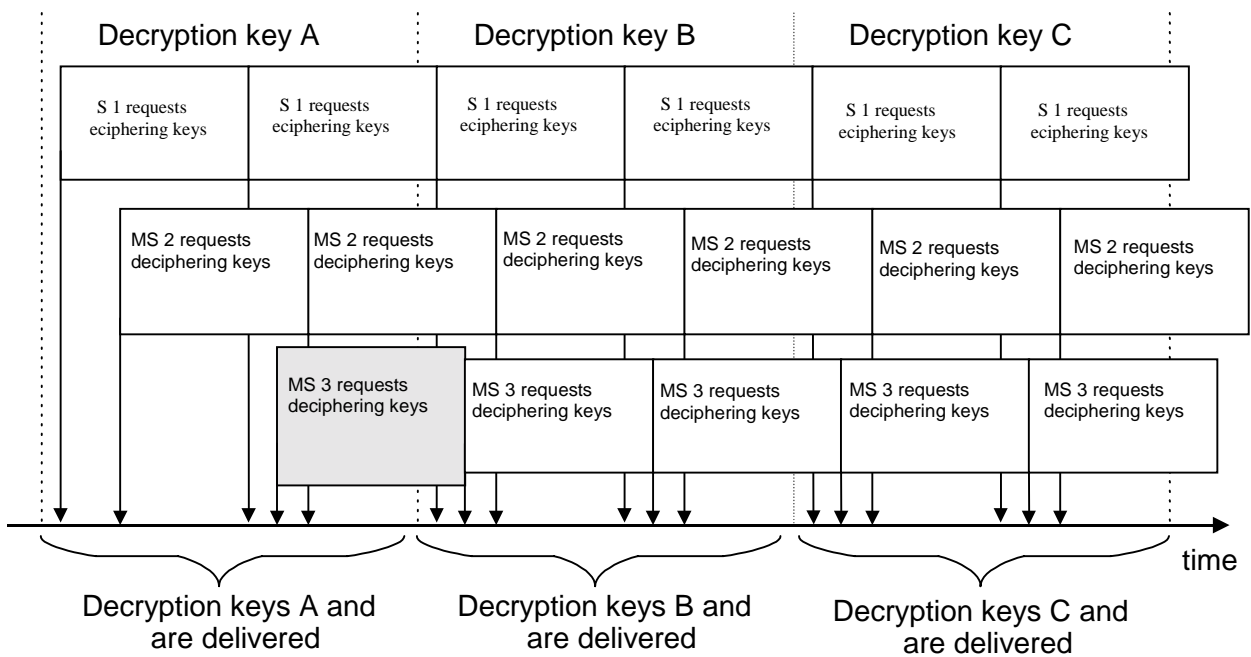 Decryption key A
Decryption key B
Decryption key C
S 1 requests
eciphering keys
S 1 requests
eciphering keys
S 1 requests
eciphering keys
S 1 requests
eciphering keys
S 1 requests
eciphering keys
S 1 requests
eciphering keys
MS 2 requests
deciphering keys
MS 2 requests
deciphering keys
MS 2 requests
deciphering keys
MS 2 requests
deciphering keys
MS 2 requests
deciphering keys
MS 2 requests
deciphering keys
MS 3 requests
deciphering keys
MS 3 requests
deciphering keys
MS 3 requests
deciphering keys
MS 3 requests
deciphering keys
MS 3 requests
deciphering keys
time
Decryption keys A and
are delivered
Decryption keys B and
are delivered
Decryption keys C and
are delivered